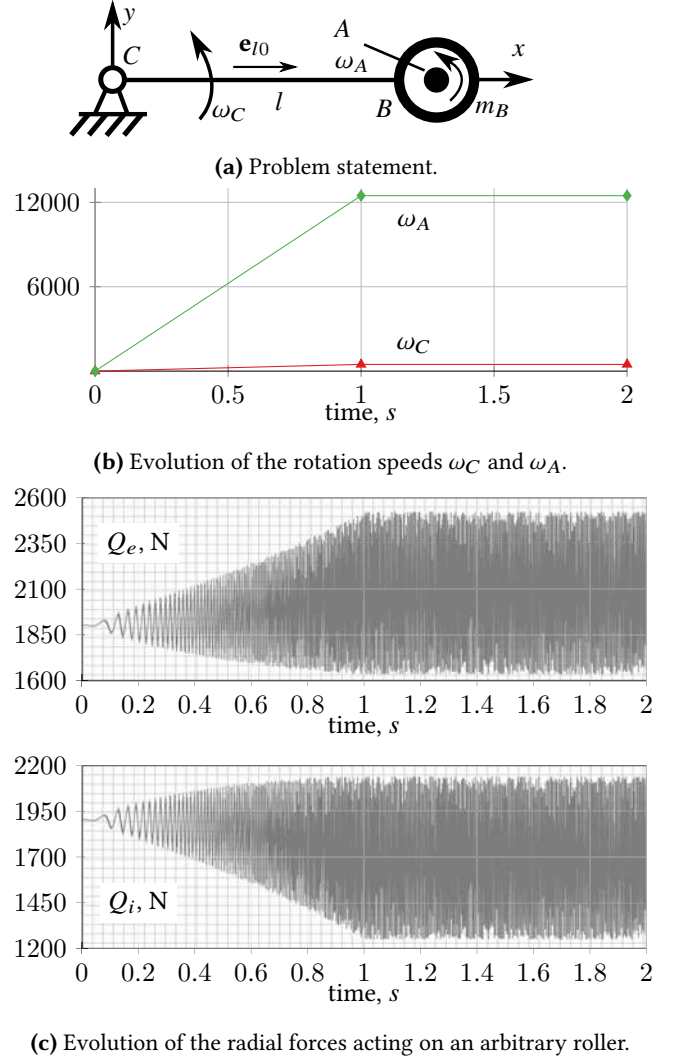 y
C
e_{l0}
A
x
ω_A
ω_C
l
B
m_B
(a) Problem statement.
12000
6000
ω_A
ω_C
0 0.5 1 1.5 2
time, s
(b) Evolution of the rotation speeds ω_C and ω_A.
2600
2350
2100
1850
1600
Q_e, N
0 0.2 0.4 0.6 0.8 1 1.2 1.4 1.6 1.8 2
time, s
2200
1950
1700
1450
1200
Q_i, N
0 0.2 0.4 0.6 0.8 1 1.2 1.4 1.6 1.8 2
time, s
(c) Evolution of the radial forces acting on an arbitrary roller.